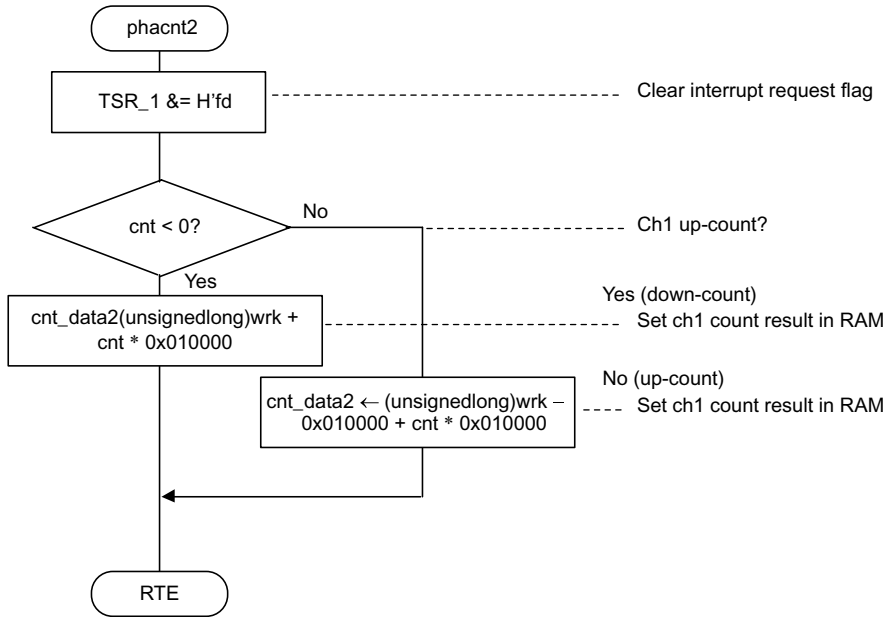 phacnt2
TSR_1 &= H'fd
Clear interrupt request flag
cnt < 0?
No
Ch1 up-count?
Yes
Yes (down-count)
cnt_data2(unsignedlong)wrk +
cnt * 0x010000
Set ch1 count result in RAM
No (up-count)
cnt_data2 ← (unsignedlong)wrk −
0x010000 + cnt * 0x010000
Set ch1 count result in RAM
RTE